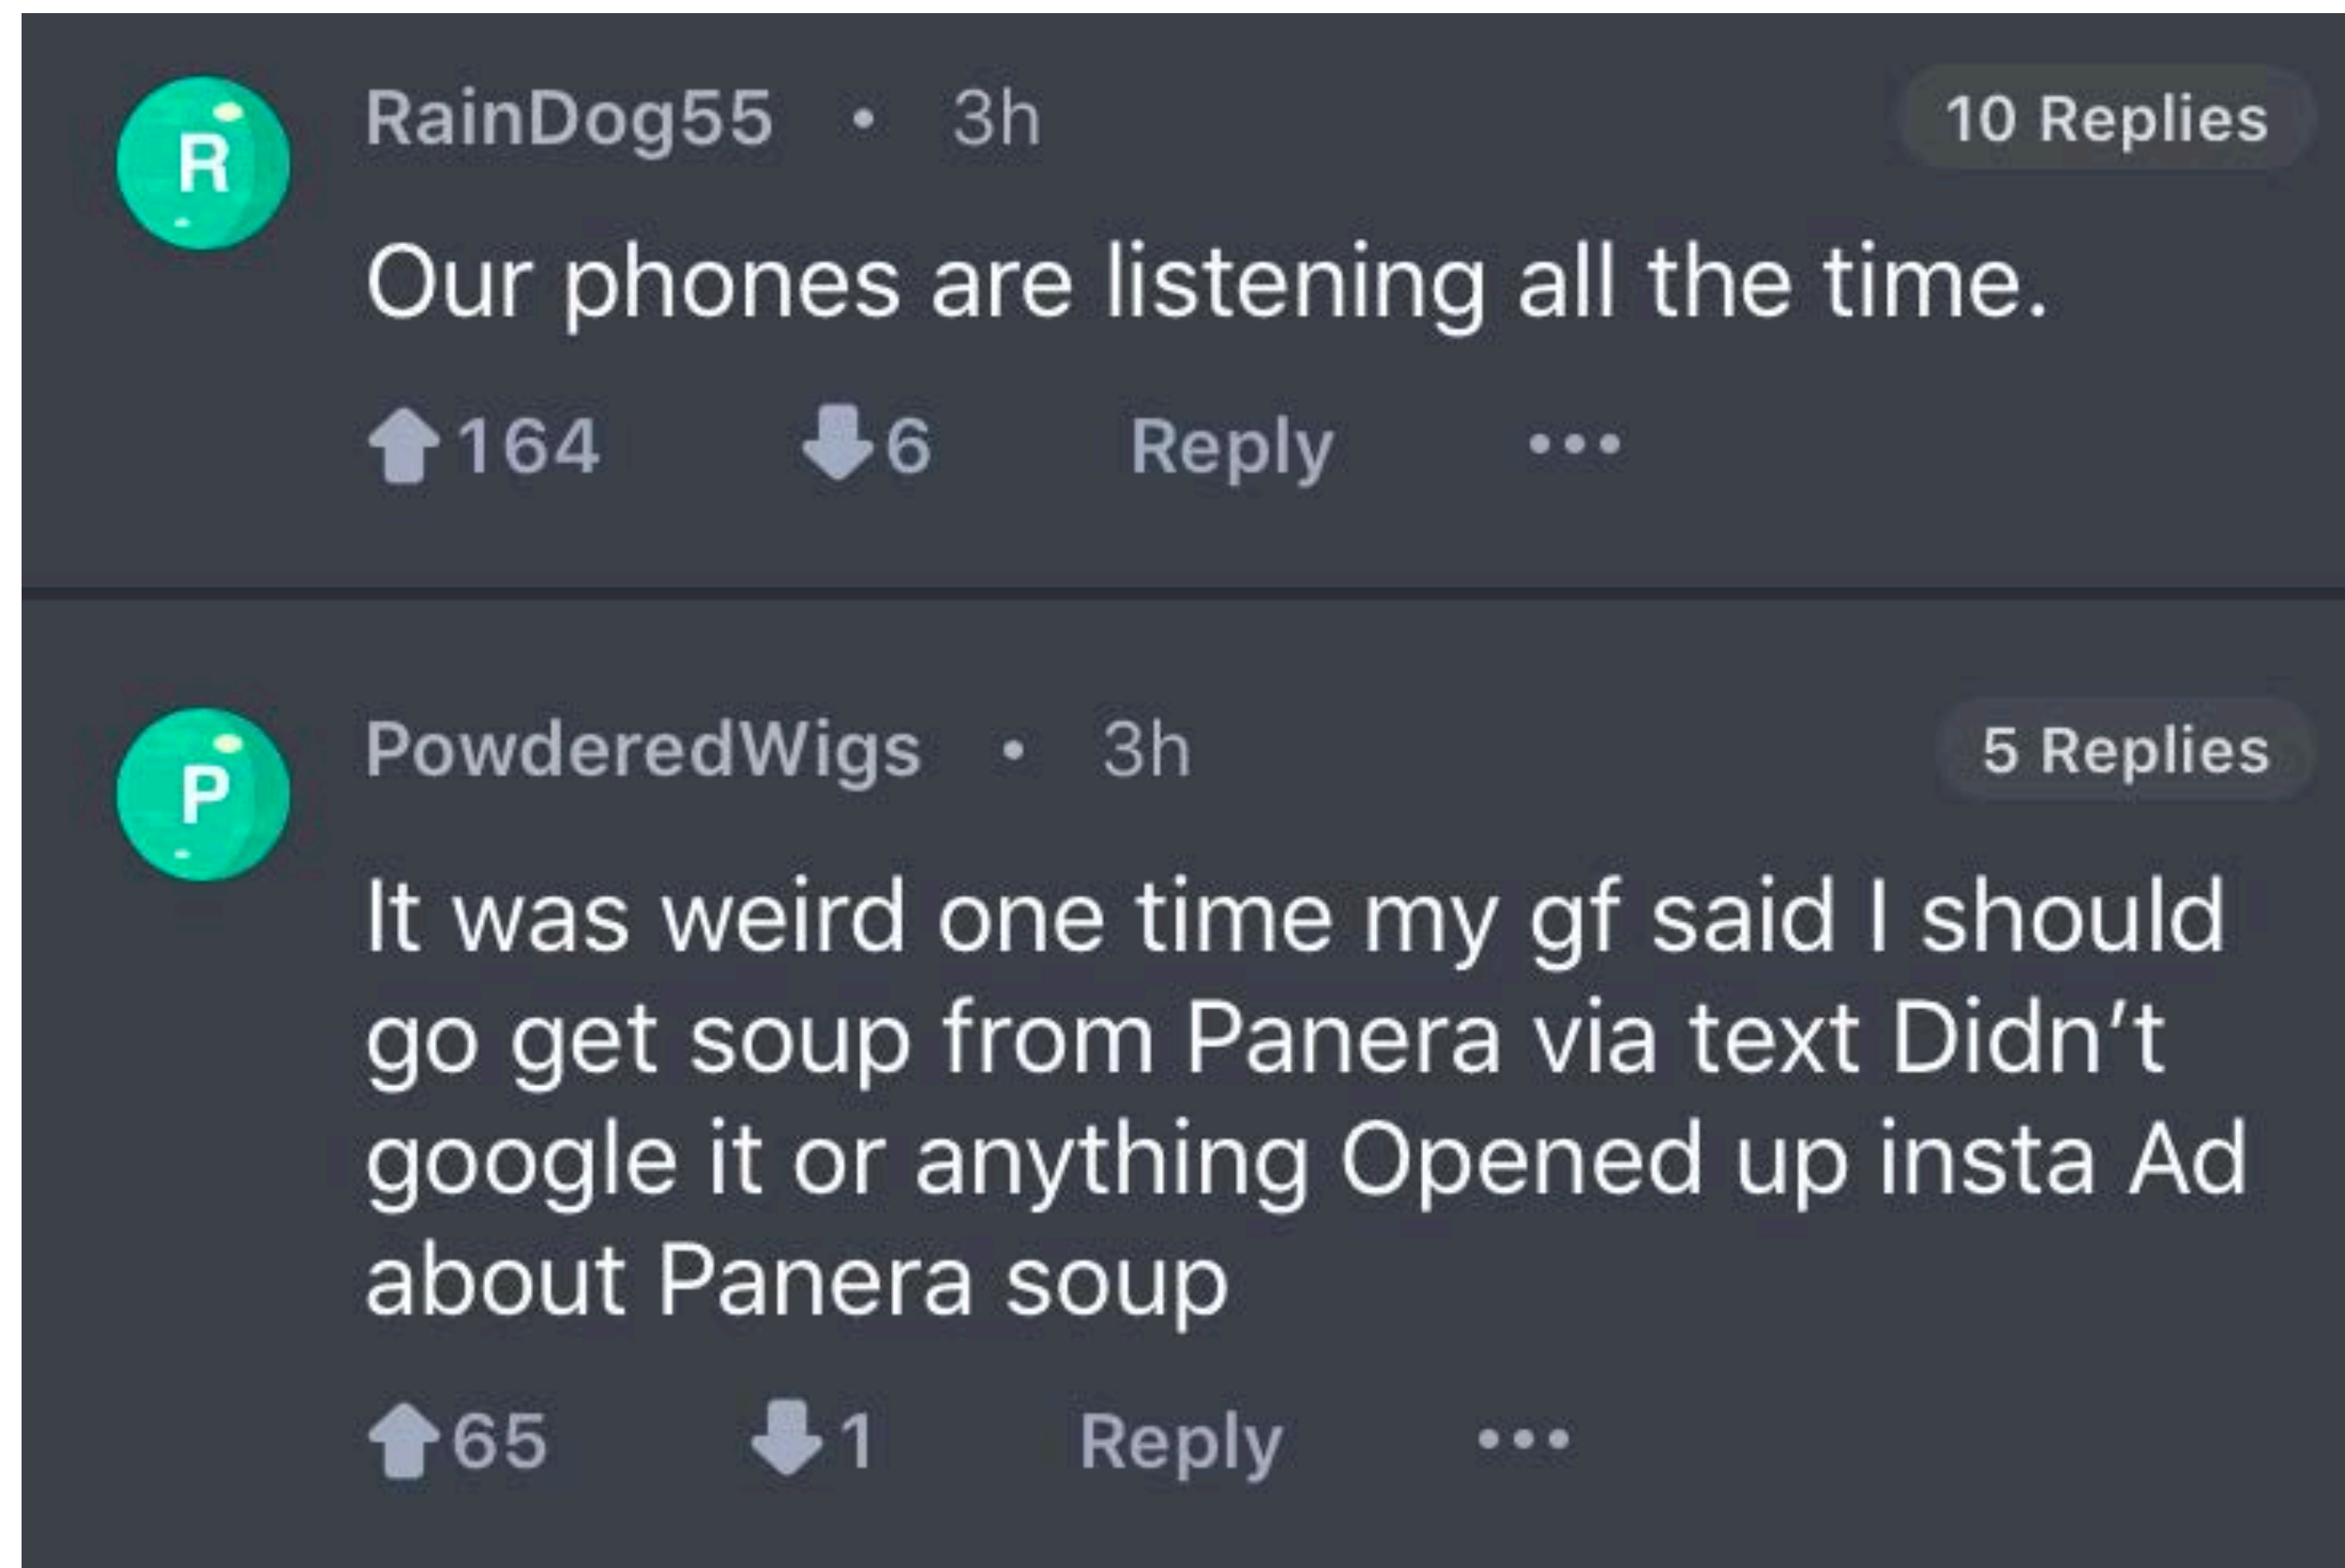 R
RainDog55 • 3h
10 Replies
Our phones are listening all the time.
164 6 Reply •••
P
PowderedWigs • 3h
5 Replies
It was weird one time my gf said I should
go get soup from Panera via text Didn't
google it or anything Opened up insta Ad
about Panera soup
65 1 Reply •••